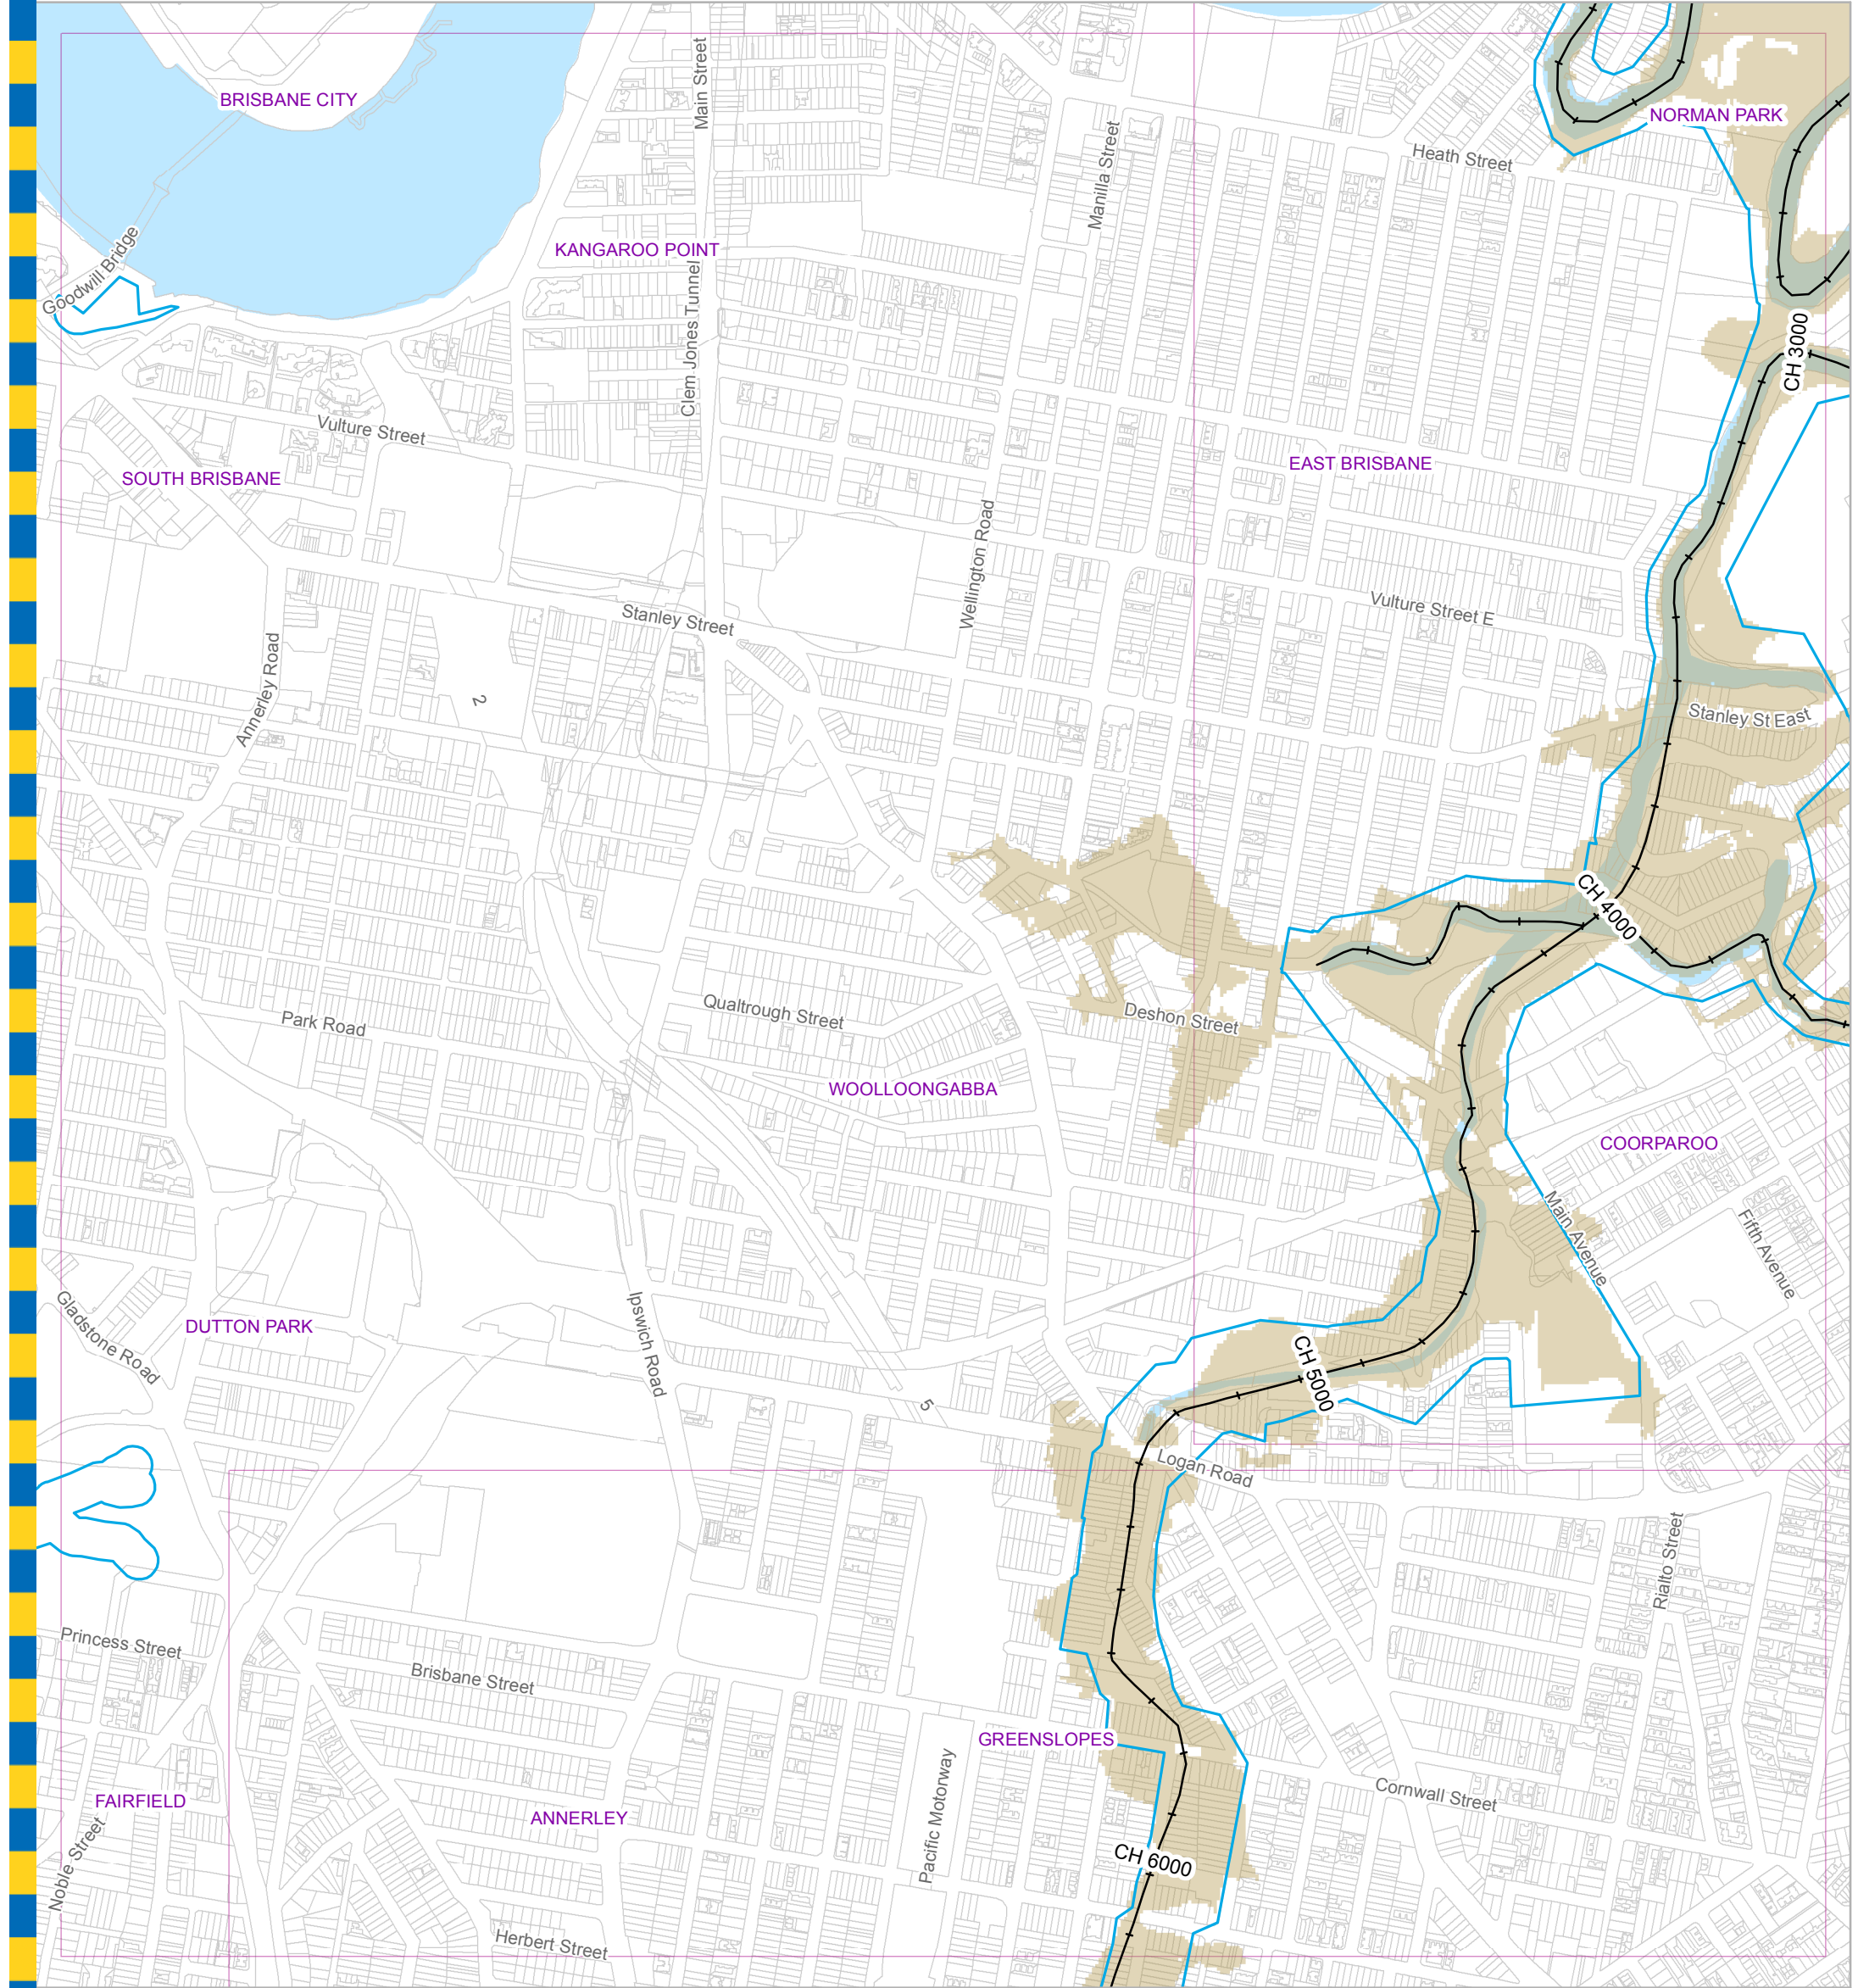 Main Street
BRISBANE CITY
NORMAN PARK
Manilla Street
Heath Street
KANGAROO POINT
Goodwill Bridge
Clem Jones Tunnel
CH 3000
Vulture Street
EAST BRISBANE
SOUTH BRISBANE
Wellington Road
Vulture Street E
Stanley Street
Annerley Road
2
Stanley St East
CH 4000
Qualtrough Street
Deshon Street
Park Road
WOOLLOONGABBA
COORPAROO
Main Avenue
Fifth Avenue
Gladstone Road
DUTTON PARK
Ipswich Road
CH 5000
5
Logan Road
Rialto Street
Princess Street
Brisbane Street
GREENSLOPES
Pacific Motorway
Cornwall Street
FAIRFIELD
ANNERLEY
Noble Street
CH 6000
Herbert Street